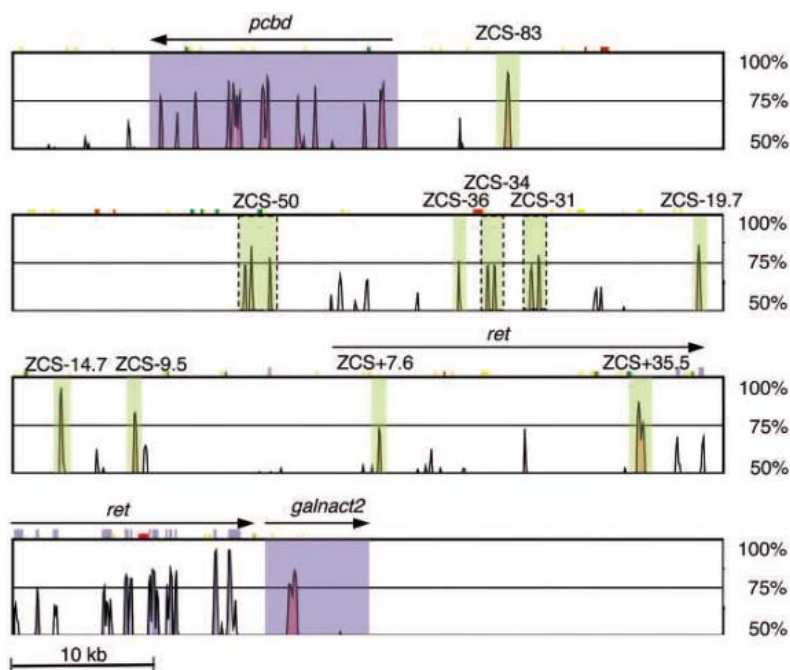 pcbd
ZCS-83
100%
75%
50%
ZCS-50
ZCS-36
ZCS-34
ZCS-31
ZCS-19.7
100%
75%
50%
ret
ZCS-14.7 ZCS-9.5
ZCS+7.6
ZCS+35.5
100%
75%
50%
ret
galnact2
100%
75%
50%
10 kb